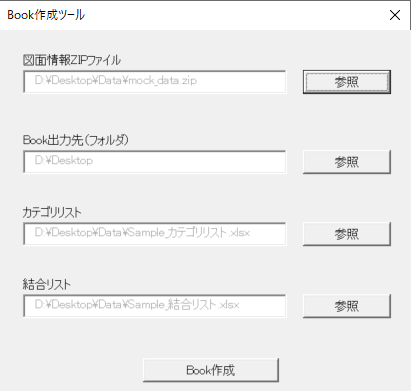 Book作成ツール
図面情報ZIPファイル
D:¥Desktop¥Data¥mock_data.zip
参照
Book出力先(フォルダ)
D:¥Desktop
参照
カテゴリリスト
D:¥Desktop¥Data¥Sample_カテゴリリスト.xlsx
参照
結合リスト
D:¥Desktop¥Data¥Sample_結合リスト.xlsx
参照
Book作成